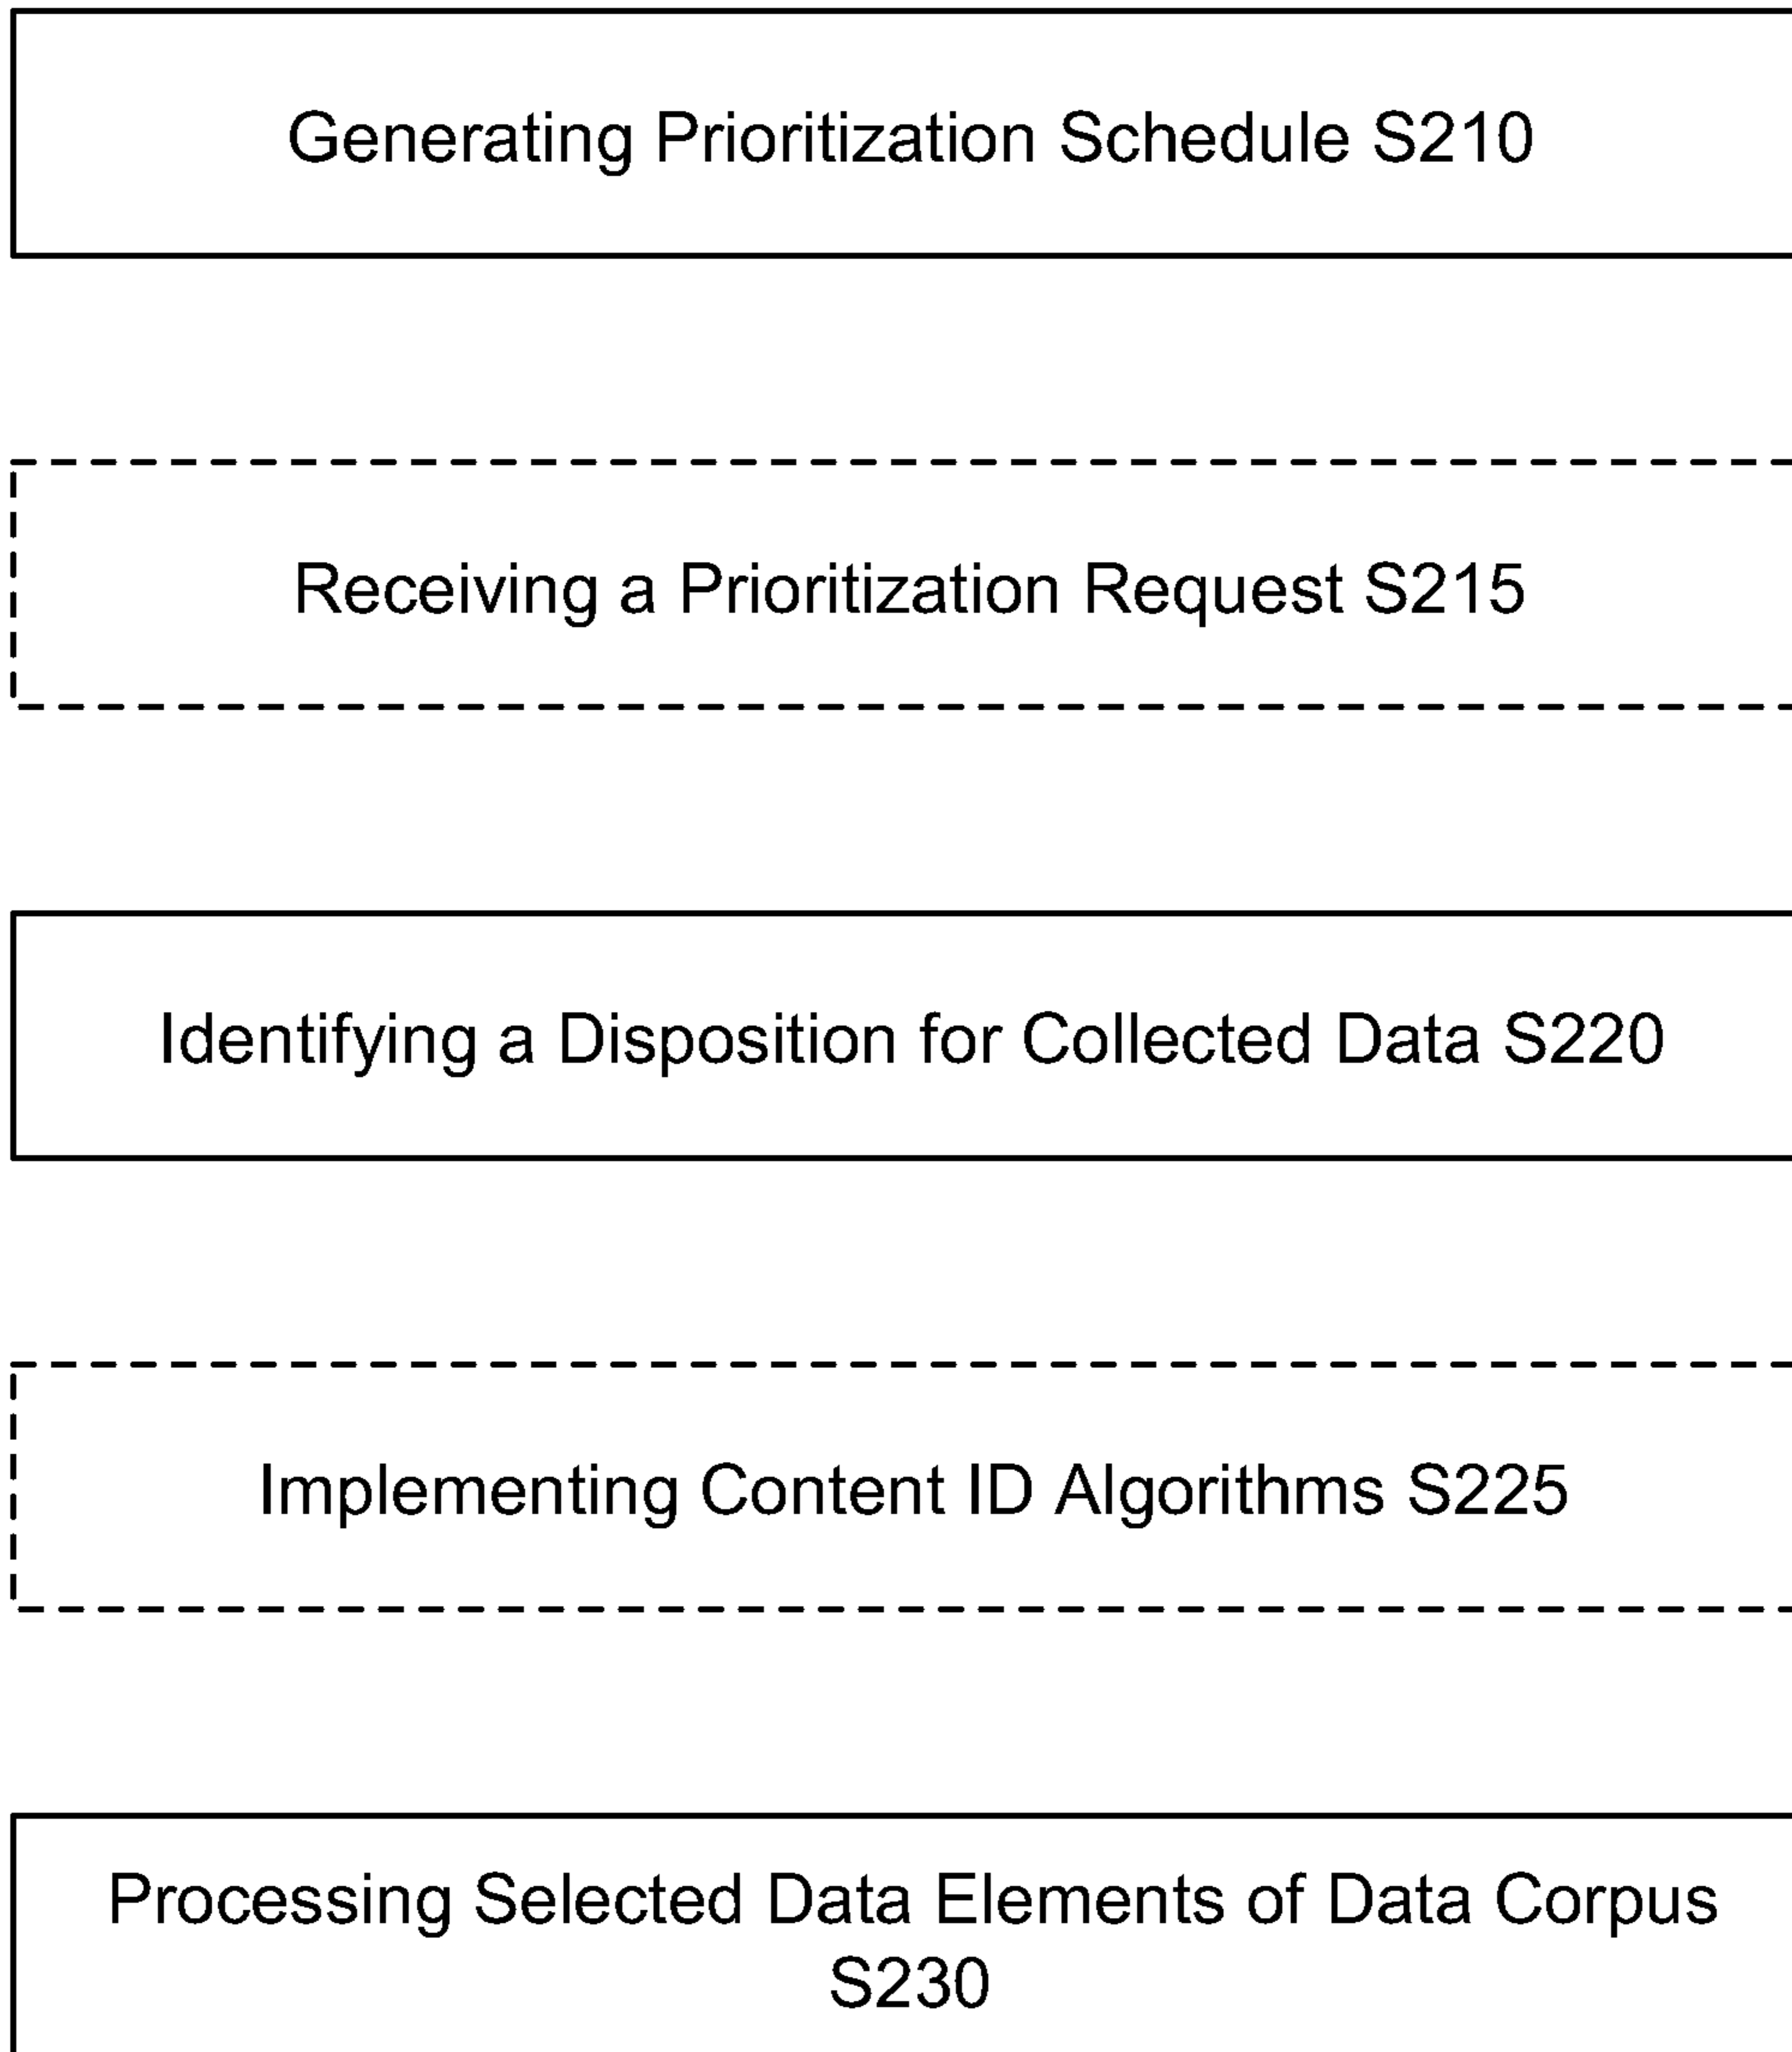 Generating Prioritization Schedule S210
Receiving a Prioritization Request S215
Identifying a Disposition for Collected Data S220
Implementing Content ID Algorithms S225
Processing Selected Data Elements of Data Corpus
S230